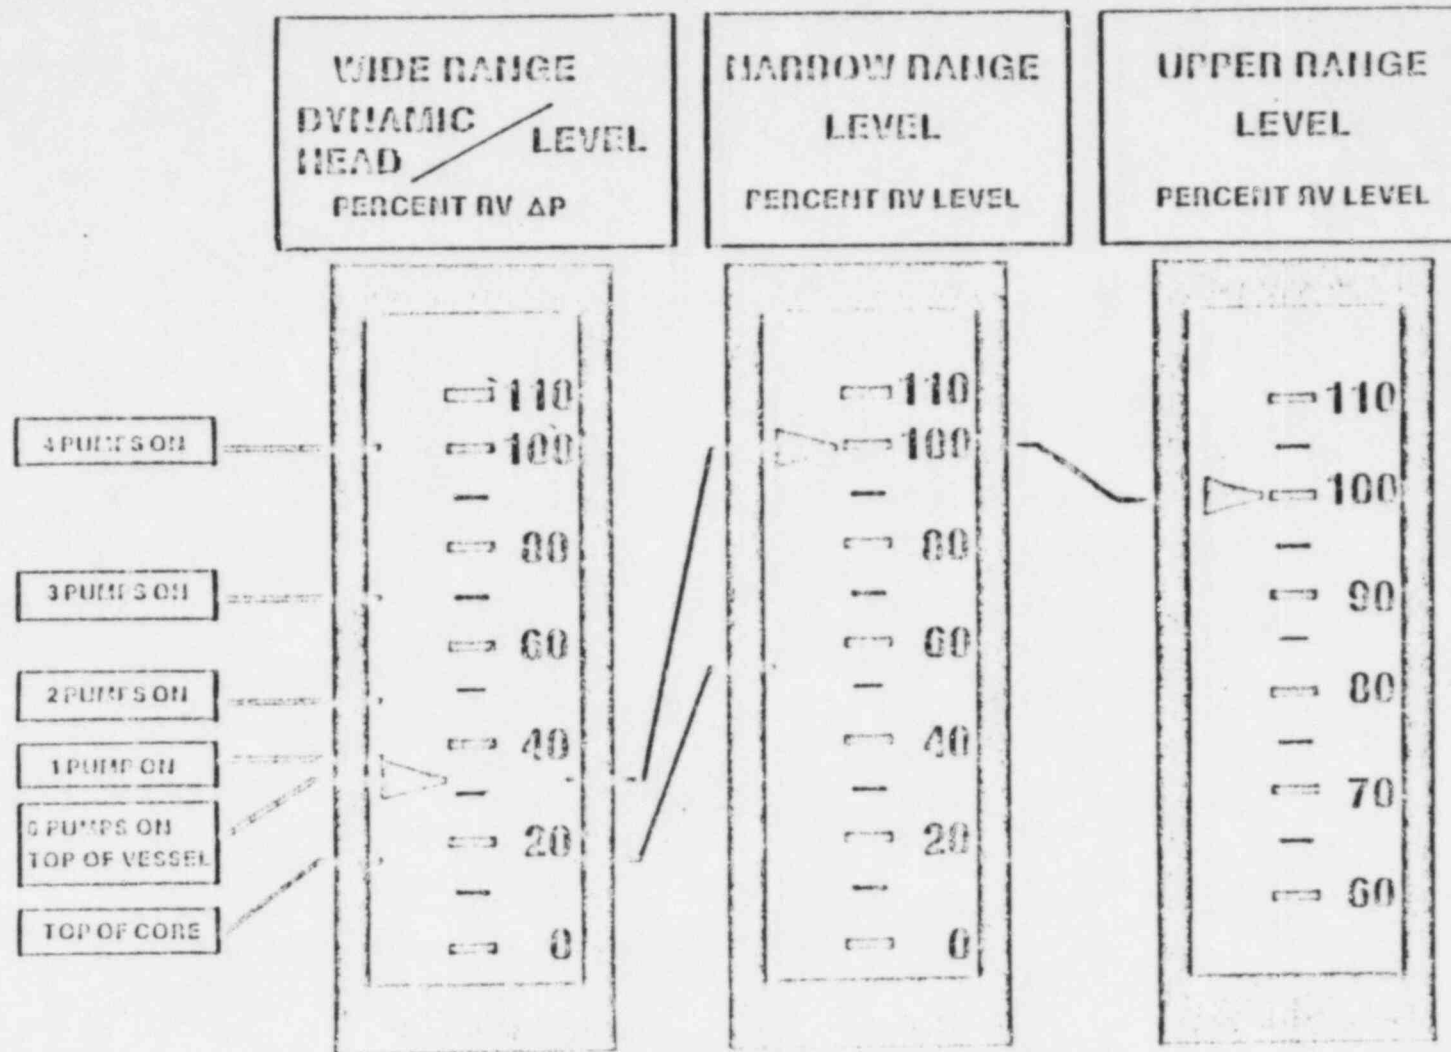 WIDE RANGE
DYNAMIC
HEAD / LEVEL
PERCENT RV ΔP
NARROW RANGE
LEVEL
PERCENT RV LEVEL
UPPER RANGE
LEVEL
PERCENT RV LEVEL
4 PUMPS ON
3 PUMPS ON
2 PUMPS ON
1 PUMP ON
0 PUMPS ON
TOP OF VESSEL
TOP OF CORE
110
100
80
60
40
20
0
110
100
80
60
40
20
0
110
100
90
80
70
60